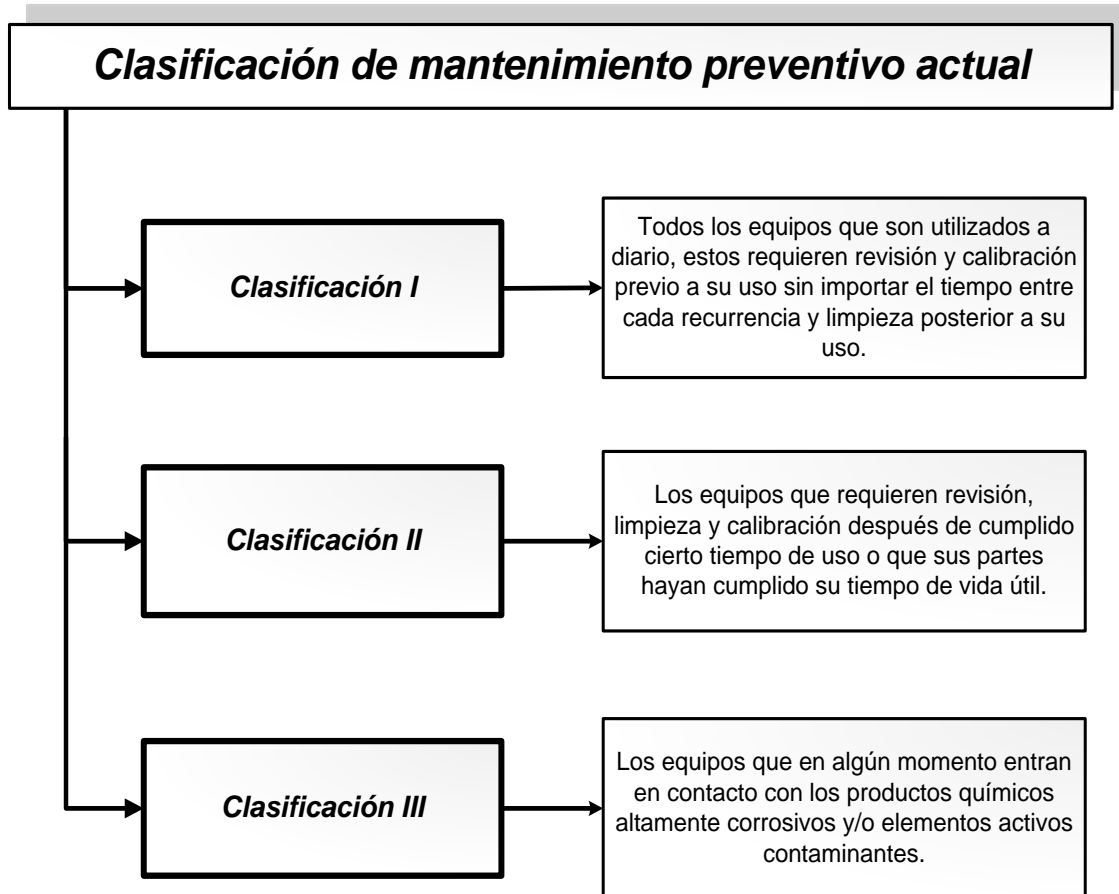 Clasificación de mantenimiento preventivo actual
Clasificación I
Todos los equipos que son utilizados a
diario, estos requieren revisión y calibración
previo a su uso sin importar el tiempo entre
cada recurrencia y limpieza posterior a su
uso.
Clasificación II
Los equipos que requieren revisión,
limpieza y calibración después de cumplido
cierto tiempo de uso o que sus partes
hayan cumplido su tiempo de vida útil.
Clasificación III
Los equipos que en algún momento entran
en contacto con los productos químicos
altamente corrosivos y/o elementos activos
contaminantes.